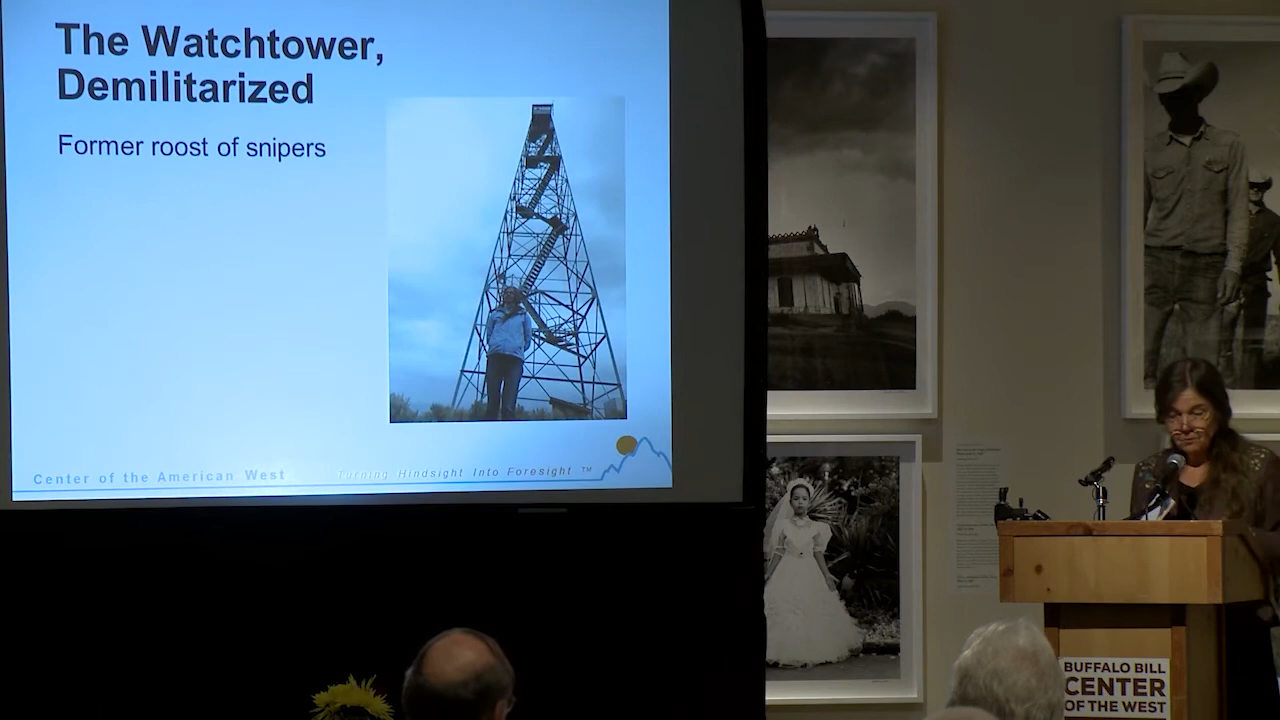 The Watchtower,
Demilitarized
Former roost of snipers
Center of the American West
Turning Hindsight Into Foresight ™
BUFFALO BILL
CENTER
OF THE WEST